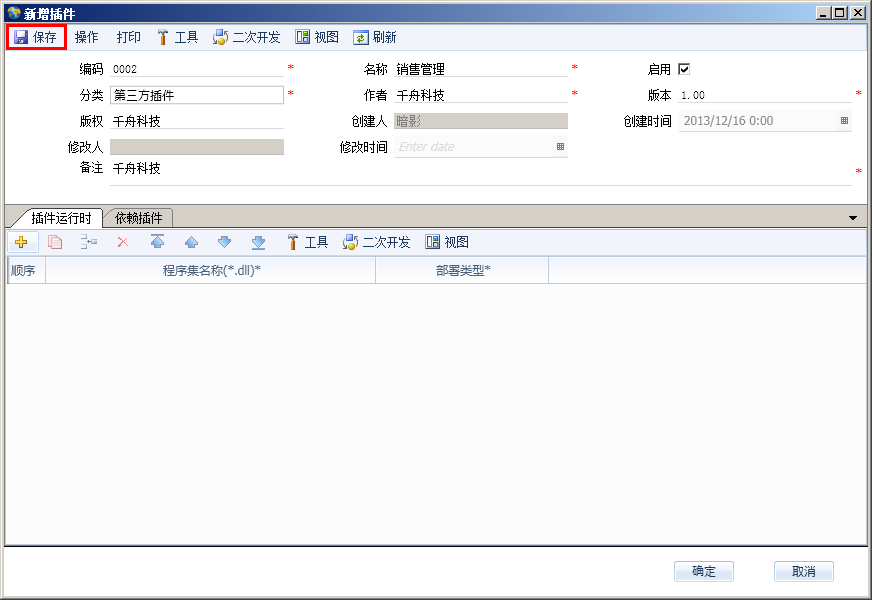 新增插件
保存 操作 打印 工具 二次开发 视图 刷新
编码 0002 * 名称 销售管理 * 启用
分类 第三方插件 * 作者 千舟科技 * 版本 1.00 *
版权 千舟科技 创建人 暗影 创建时间 2013/12/16 0:00
修改人 修改时间 Enter date
备注 千舟科技 *
插件运行时 依赖插件
工具 二次开发 视图
顺序 程序集名称(*.dll)* 部署类型*
确定 取消